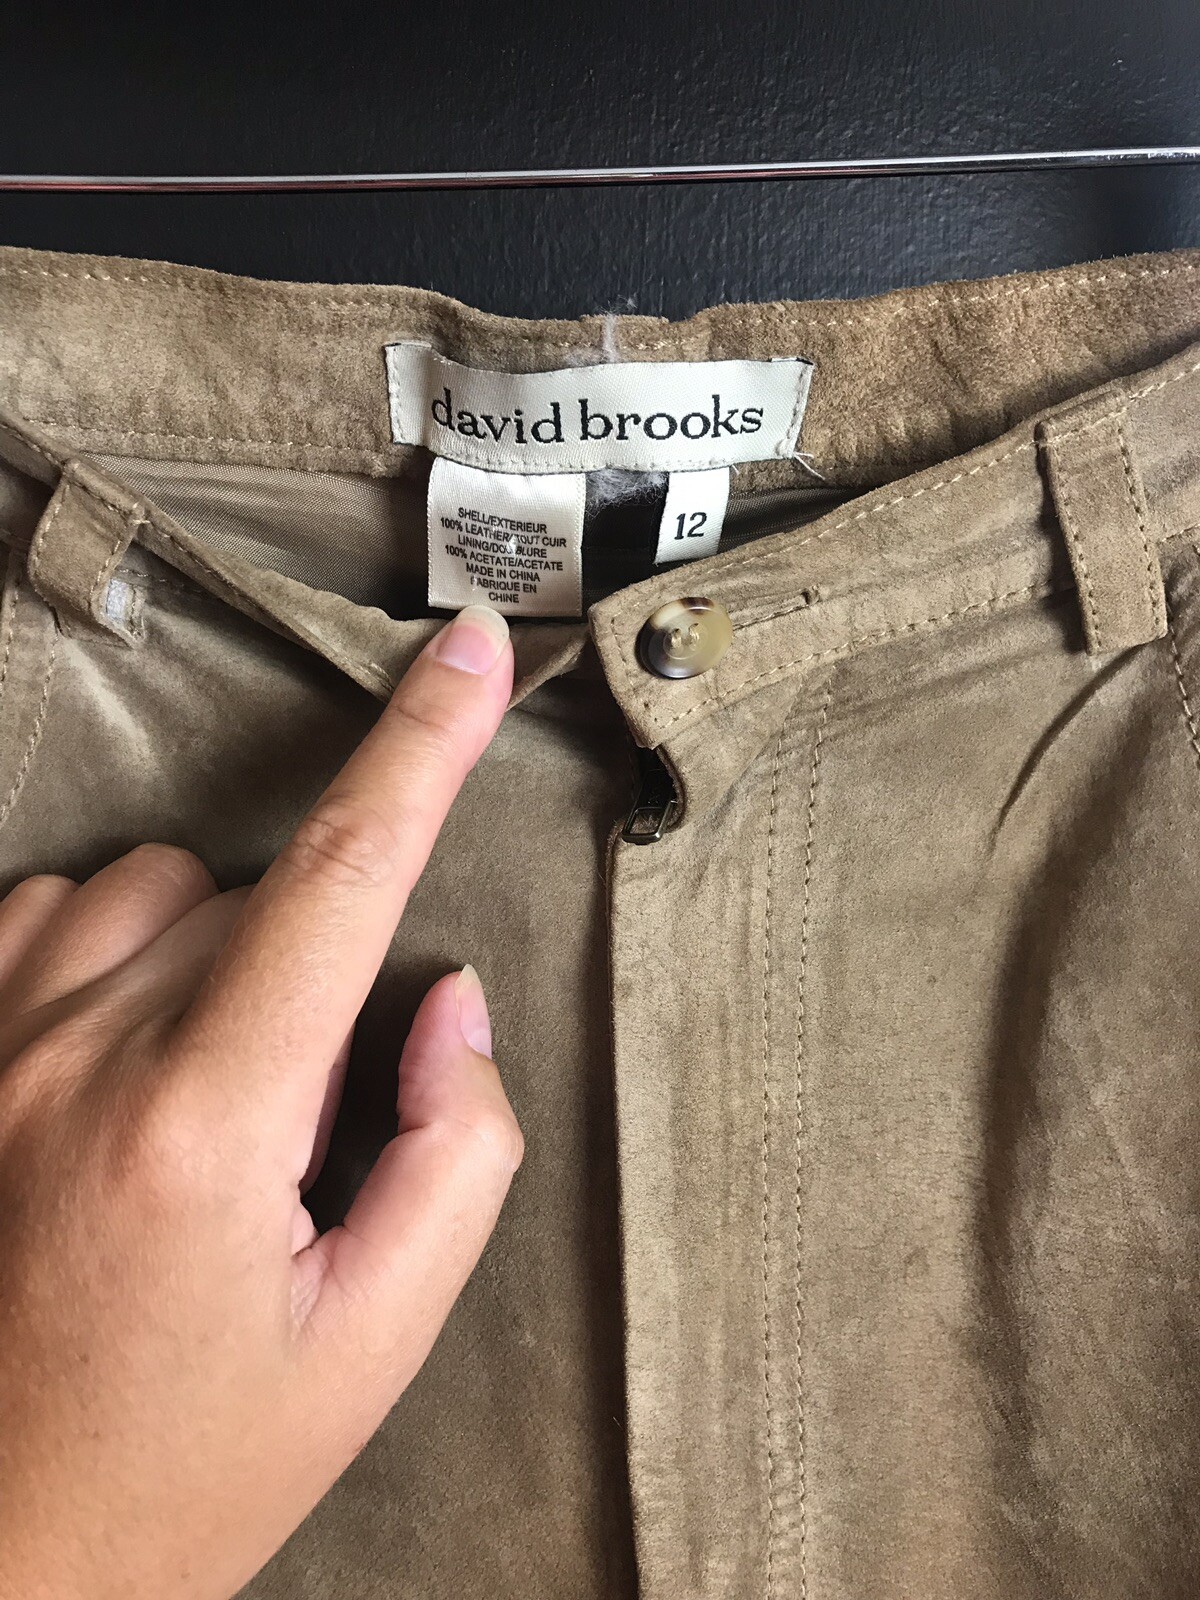 david brooks
SHELL/EXTERIEUR
100% LEATHER/TOUT CUIR
LINING/DOUBLURE
100% ACETATE/ACETATE
MADE IN CHINA
FABRIQUE EN
CHINE
12